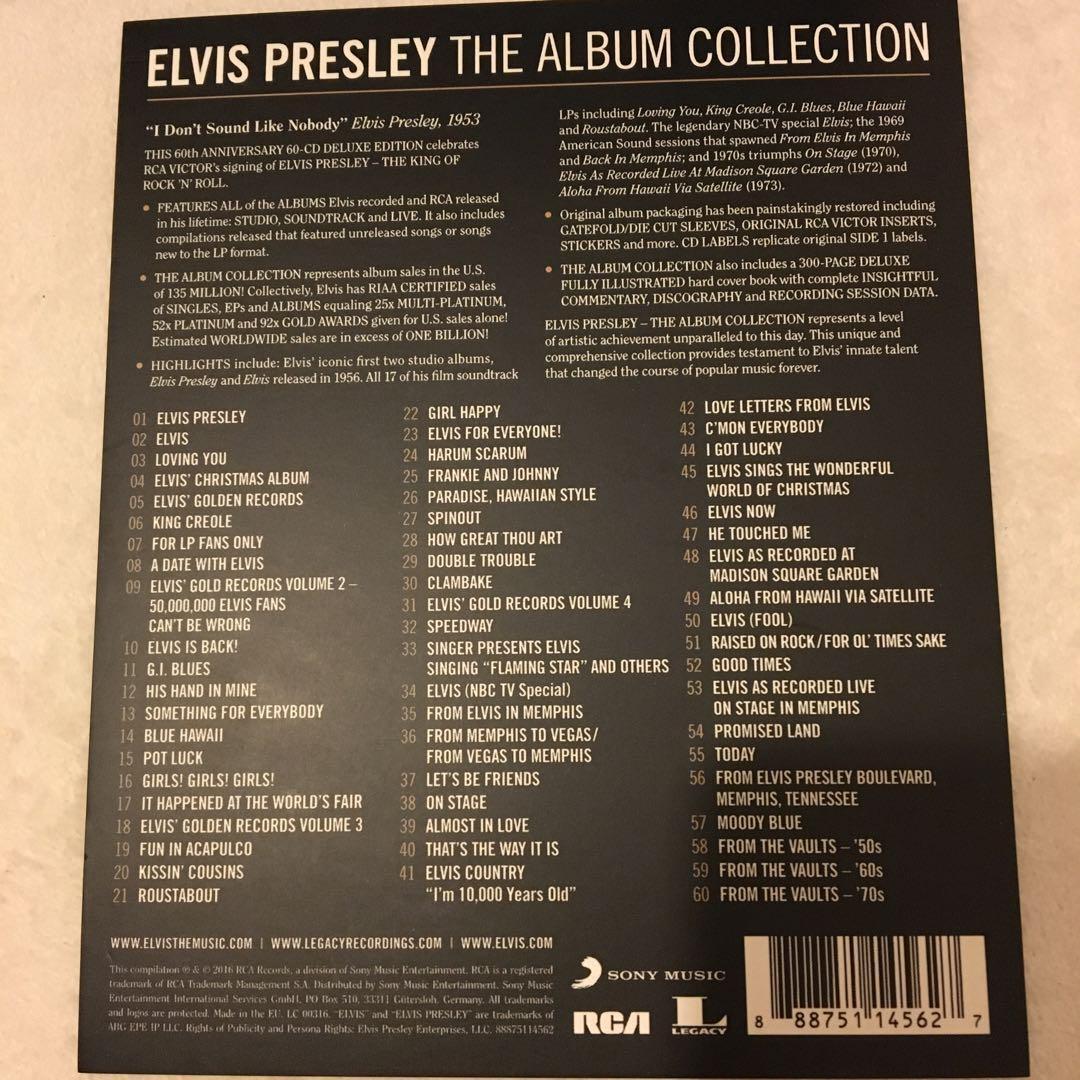 ELVIS PRESLEY THE ALBUM COLLECTION
"I Don't Sound Like Nobody" Elvis Presley, 1953
THIS 60th ANNIVERSARY 60-CD DELUXE EDITION celebrates
RCA VICTOR's signing of ELVIS PRESLEY – THE KING OF
ROCK 'N' ROLL.
• FEATURES ALL of the ALBUMS Elvis recorded and RCA released
in his lifetime: STUDIO, SOUNDTRACK and LIVE. It also includes
compilations released that featured unreleased songs or songs
new to the LP format.
• THE ALBUM COLLECTION represents album sales in the U.S.
of 135 MILLION! Collectively, Elvis has RIAA CERTIFIED sales
of SINGLES, EPs and ALBUMS equaling 25x MULTI-PLATINUM,
52x PLATINUM and 92x GOLD AWARDS given for U.S. sales alone!
Estimated WORLDWIDE sales are in excess of ONE BILLION!
• HIGHLIGHTS include: Elvis' iconic first two studio albums,
Elvis Presley and Elvis released in 1956. All 17 of his film soundtrack
LPs including Loving You, King Creole, G.I. Blues, Blue Hawaii
and Roustabout. The legendary NBC-TV special Elvis; the 1969
American Sound sessions that spawned From Elvis In Memphis
and Back In Memphis; and 1970s triumphs On Stage (1970),
Elvis As Recorded Live At Madison Square Garden (1972) and
Aloha From Hawaii Via Satellite (1973).
• Original album packaging has been painstakingly restored including
GATEFOLD/DIE CUT SLEEVES, ORIGINAL RCA VICTOR INSERTS,
STICKERS and more. CD LABELS replicate original SIDE 1 labels.
• THE ALBUM COLLECTION also includes a 300-PAGE DELUXE
FULLY ILLUSTRATED hard cover book with complete INSIGHTFUL
COMMENTARY, DISCOGRAPHY and RECORDING SESSION DATA.
ELVIS PRESLEY – THE ALBUM COLLECTION represents a level
of artistic achievement unparalleled to this day. This unique and
comprehensive collection provides testament to Elvis' innate talent
that changed the course of popular music forever.
01 ELVIS PRESLEY
02 ELVIS
03 LOVING YOU
04 ELVIS' CHRISTMAS ALBUM
05 ELVIS' GOLDEN RECORDS
06 KING CREOLE
07 FOR LP FANS ONLY
08 A DATE WITH ELVIS
09 ELVIS' GOLD RECORDS VOLUME 2 –
50,000,000 ELVIS FANS
CAN'T BE WRONG
10 ELVIS IS BACK!
11 G.I. BLUES
12 HIS HAND IN MINE
13 SOMETHING FOR EVERYBODY
14 BLUE HAWAII
15 POT LUCK
16 GIRLS! GIRLS! GIRLS!
17 IT HAPPENED AT THE WORLD'S FAIR
18 ELVIS' GOLDEN RECORDS VOLUME 3
19 FUN IN ACAPULCO
20 KISSIN' COUSINS
21 ROUSTABOUT
22 GIRL HAPPY
23 ELVIS FOR EVERYONE!
24 HARUM SCARUM
25 FRANKIE AND JOHNNY
26 PARADISE, HAWAIIAN STYLE
27 SPINOUT
28 HOW GREAT THOU ART
29 DOUBLE TROUBLE
30 CLAMBAKE
31 ELVIS' GOLD RECORDS VOLUME 4
32 SPEEDWAY
33 SINGER PRESENTS ELVIS
SINGING "FLAMING STAR" AND OTHERS
34 ELVIS (NBC TV Special)
35 FROM ELVIS IN MEMPHIS
36 FROM MEMPHIS TO VEGAS/
FROM VEGAS TO MEMPHIS
37 LET'S BE FRIENDS
38 ON STAGE
39 ALMOST IN LOVE
40 THAT'S THE WAY IT IS
41 ELVIS COUNTRY
"I'm 10,000 Years Old"
42 LOVE LETTERS FROM ELVIS
43 C'MON EVERYBODY
44 I GOT LUCKY
45 ELVIS SINGS THE WONDERFUL
WORLD OF CHRISTMAS
46 ELVIS NOW
47 HE TOUCHED ME
48 ELVIS AS RECORDED AT
MADISON SQUARE GARDEN
49 ALOHA FROM HAWAII VIA SATELLITE
50 ELVIS (FOOL)
51 RAISED ON ROCK/FOR OL' TIMES SAKE
52 GOOD TIMES
53 ELVIS AS RECORDED LIVE
ON STAGE IN MEMPHIS
54 PROMISED LAND
55 TODAY
56 FROM ELVIS PRESLEY BOULEVARD,
MEMPHIS, TENNESSEE
57 MOODY BLUE
58 FROM THE VAULTS – '50s
59 FROM THE VAULTS – '60s
60 FROM THE VAULTS – '70s
WWW.ELVISTHEMUSIC.COM | WWW.LEGACYRECORDINGS.COM | WWW.ELVIS.COM
This compilation ℗ & © 2016 RCA Records, a division of Sony Music Entertainment. RCA is a registered
trademark of RCA Trademark Management S.A. Distributed by Sony Music Entertainment. Sony Music
Entertainment International Services GmbH, PO Box 510, 33311 Gütersloh, Germany. All trademarks
and logos are protected. Made in the EU. LC 00316. "ELVIS" and "ELVIS PRESLEY" are trademarks of
ABG EPE IP LLC. Rights of Publicity and Persona Rights: Elvis Presley Enterprises, LLC. 88875114562
SONY MUSIC
RCA
L
LEGACY
8 88751 14562 7